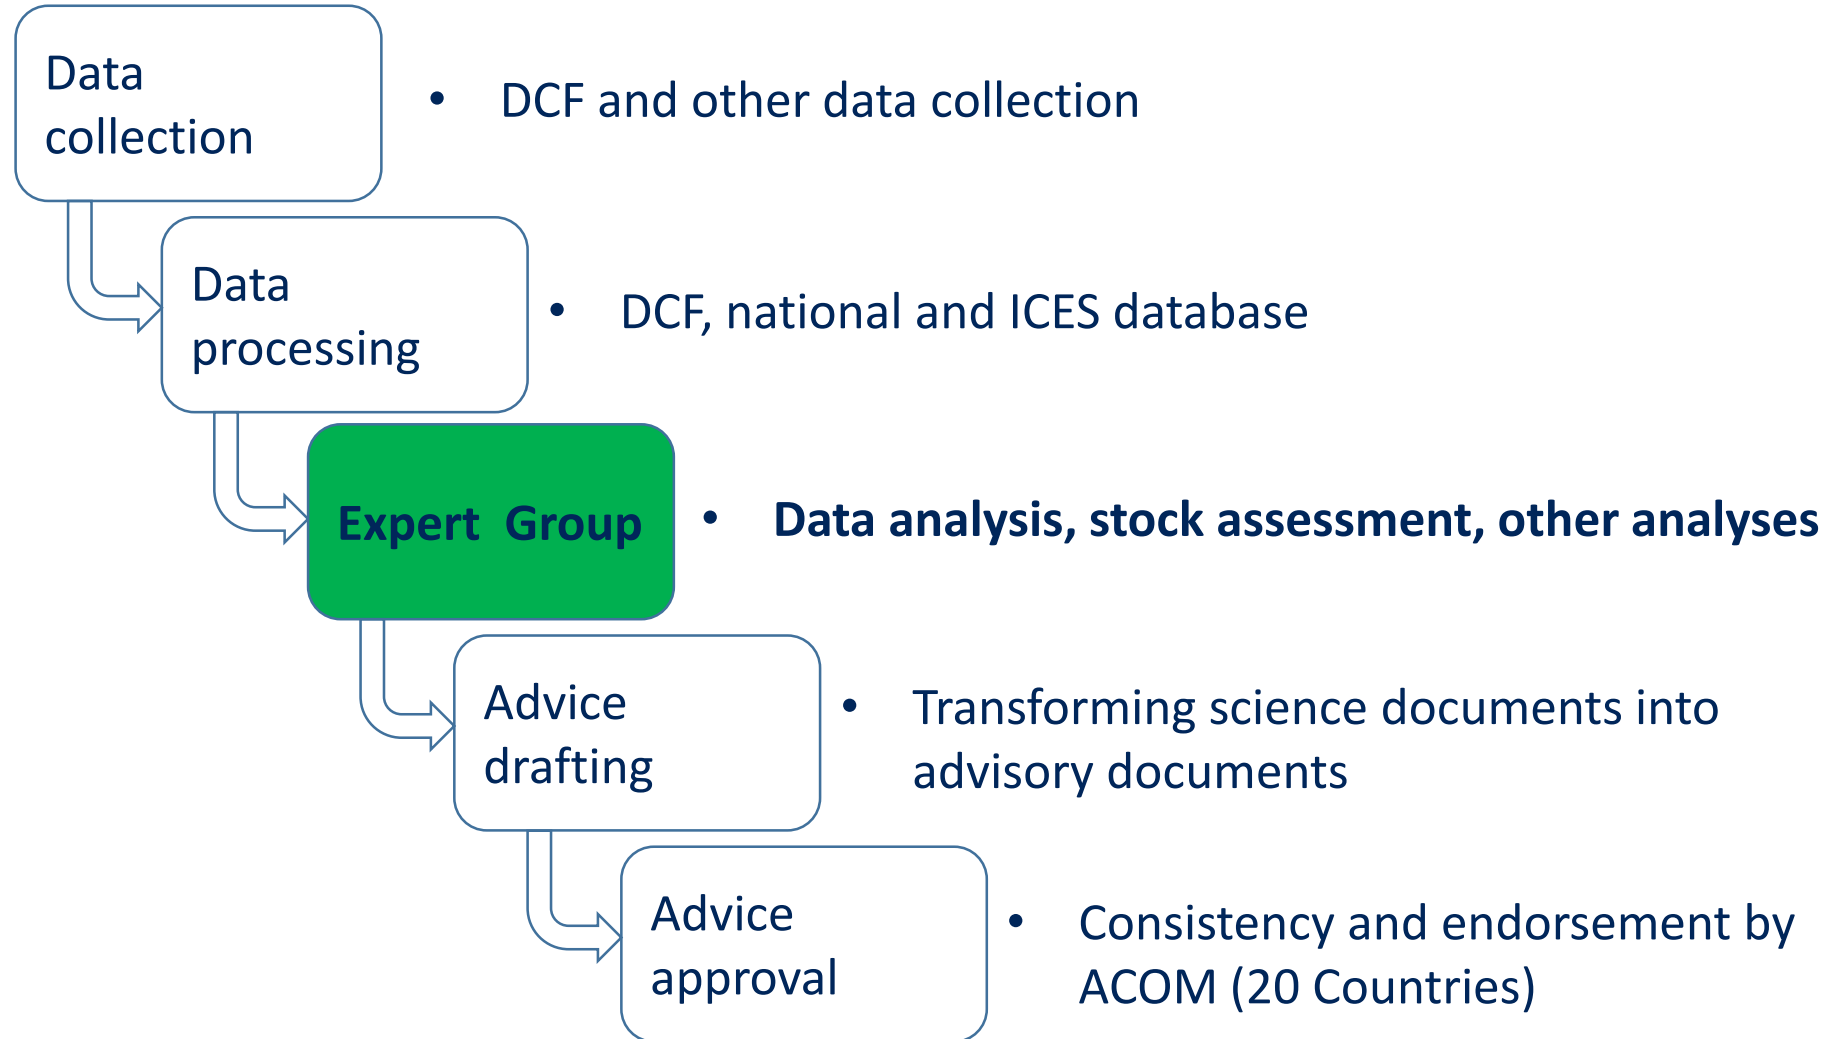 Data
collection
• DCF and other data collection
Data
processing
• DCF, national and ICES database
Expert Group
• Data analysis, stock assessment, other analyses
Advice
drafting
• Transforming science documents into
advisory documents
Advice
approval
• Consistency and endorsement by
ACOM (20 Countries)